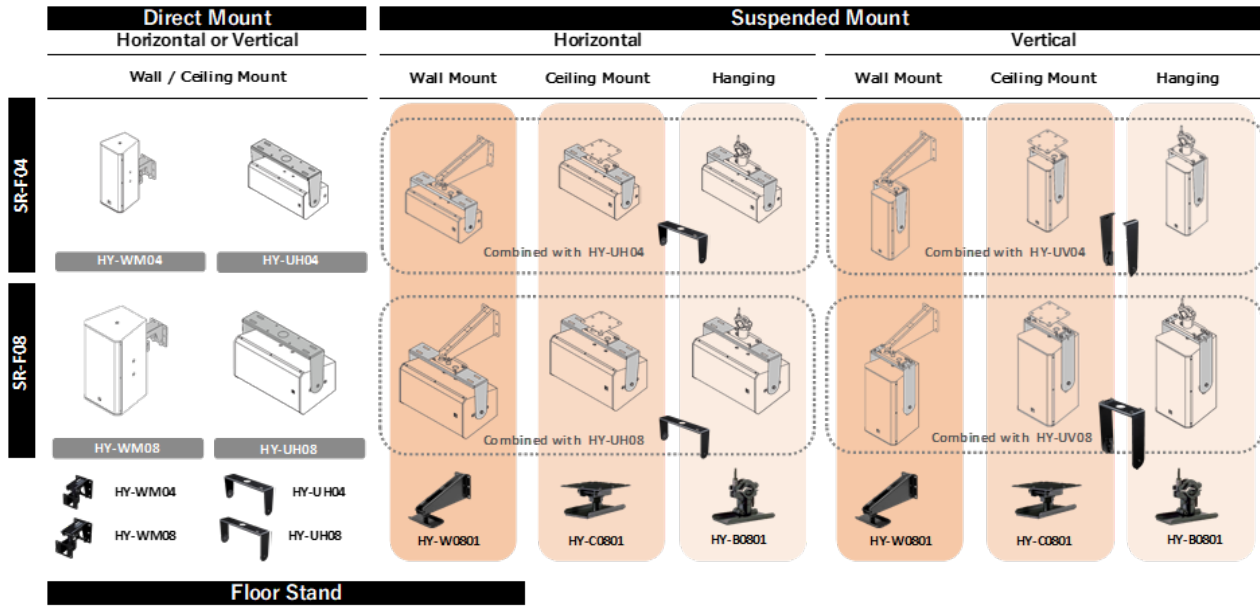 Direct Mount
Suspended Mount
Horizontal or Vertical
Horizontal
Vertical
Wall / Ceiling Mount
Wall Mount
Ceiling Mount
Hanging
Wall Mount
Ceiling Mount
Hanging
SR-F04
HY-WM04
HY-UH04
Combined with HY-UH04
Combined with HY-UV04
SR-F08
HY-WM08
HY-UH08
Combined with HY-UH08
Combined with HY-UV08
HY-WM04
HY-UH04
HY-WM08
HY-UH08
HY-W0801
HY-C0801
HY-B0801
HY-W0801
HY-C0801
HY-B0801
Floor Stand